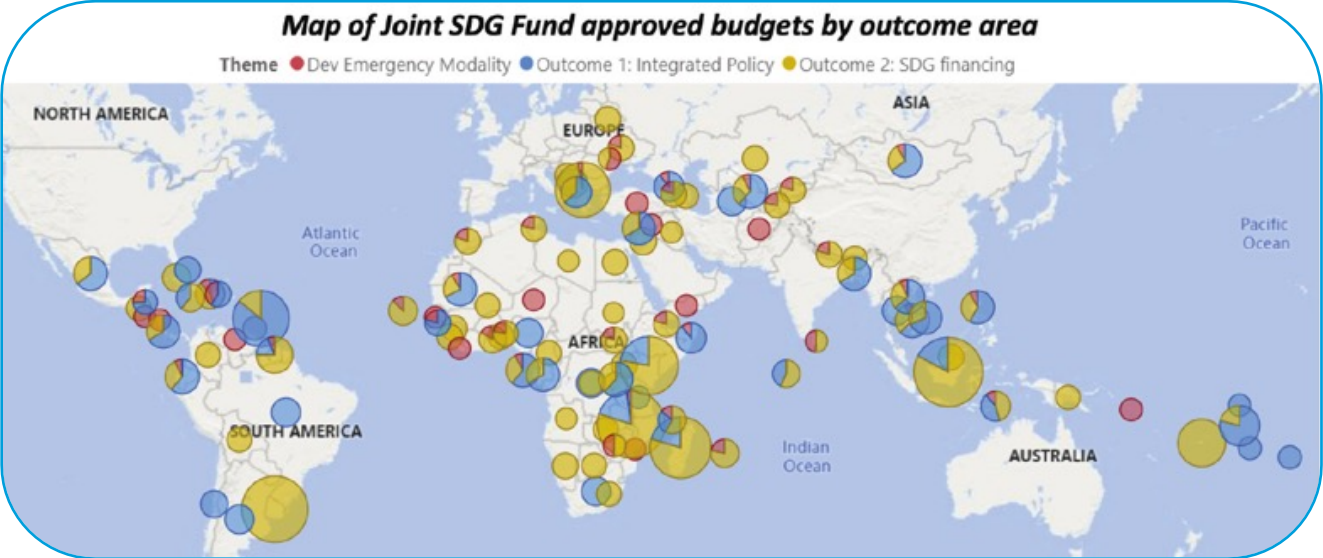 Map of Joint SDG Fund approved budgets by outcome area
Theme Dev Emergency Modality Outcome 1: Integrated Policy Outcome 2: SDG financing
NORTH AMERICA
ASIA
EUROPE
Atlantic
Ocean
Pacific
Ocean
AFRICA
SOUTH AMERICA
Indian
Ocean
AUSTRALIA